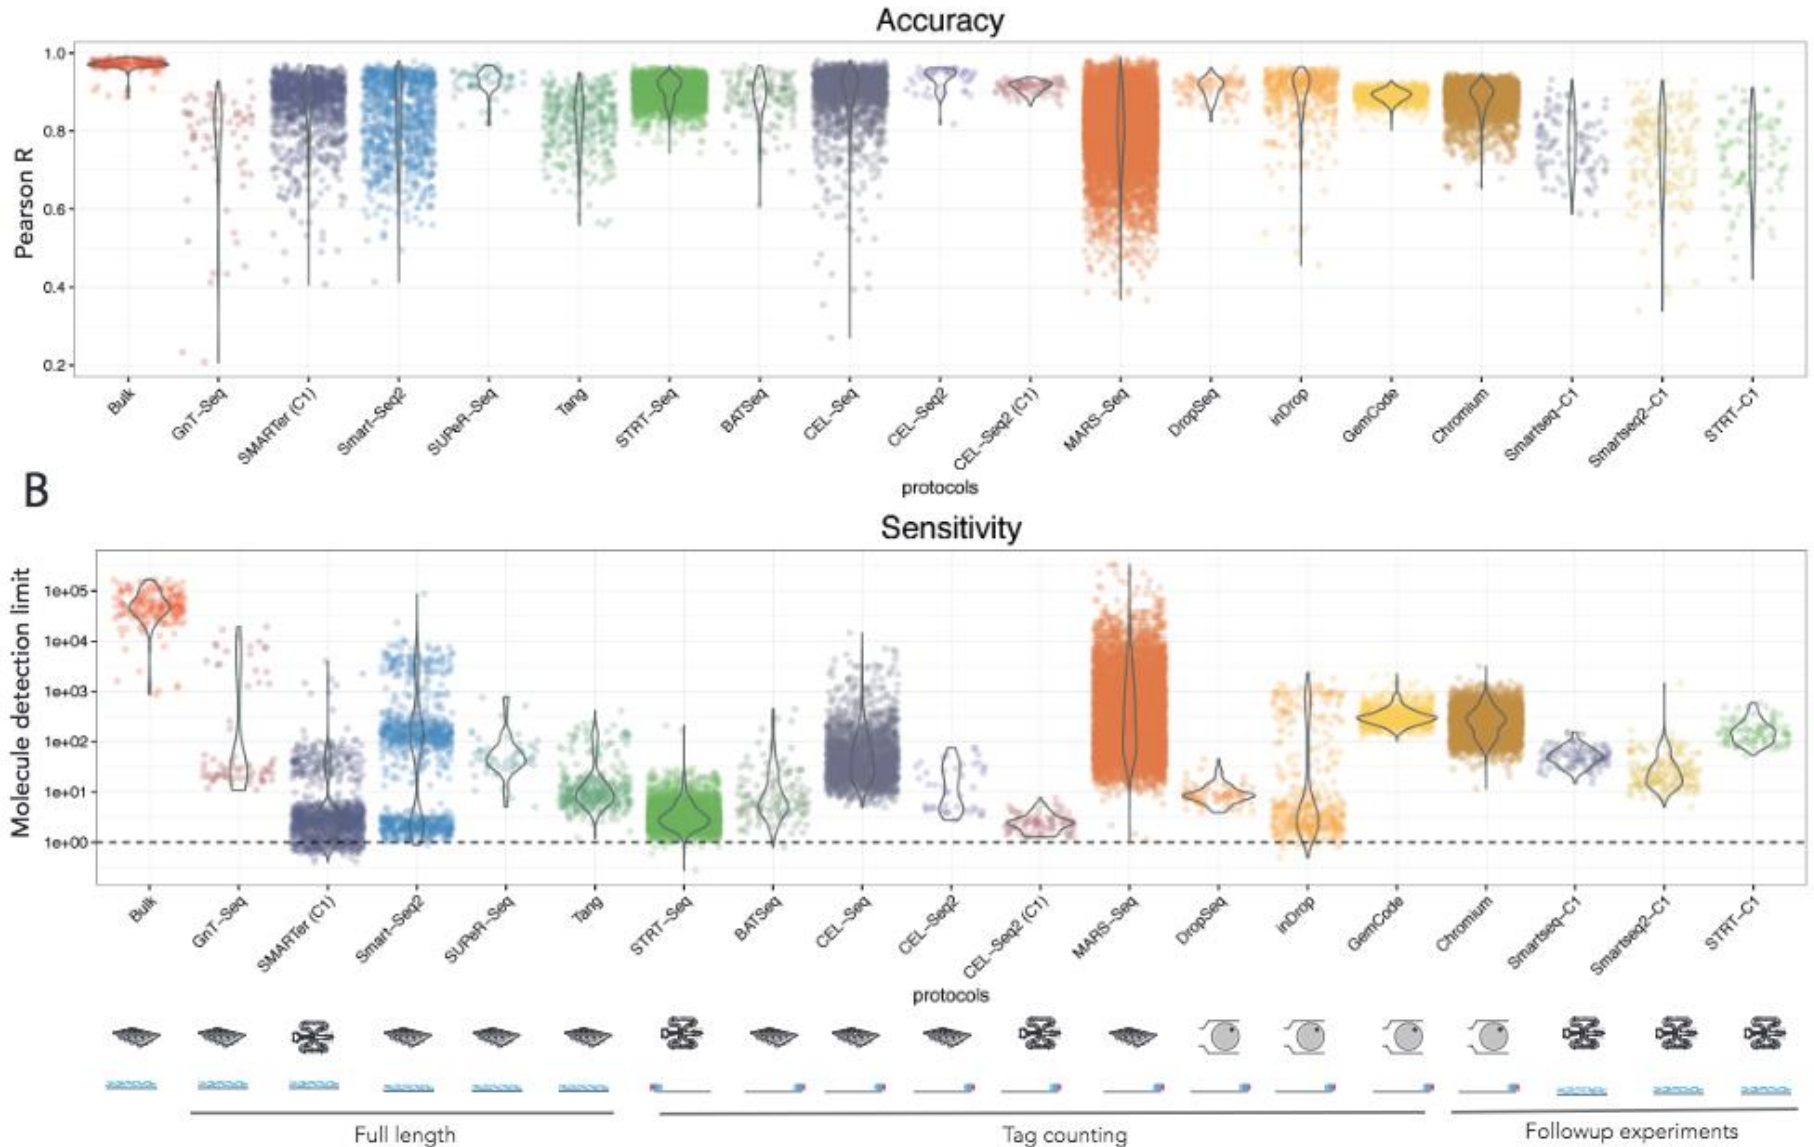 Accuracy
Pearson R
1.0
0.8
0.6
0.4
0.2
Bulk
GnT-Seq
SMARTer (C1)
Smart-Seq2
SUPeR-Seq
Tang
STRT-Seq
BATSeq
CEL-Seq
CEL-Seq2
CEL-Seq2 (C1)
MARS-Seq
DropSeq
inDrop
GemCode
Chromium
Smartseq-C1
Smartseq2-C1
STRT-C1
protocols
B
Sensitivity
Molecule detection limit
1e+05
1e+04
1e+03
1e+02
1e+01
1e+00
Bulk
GnT-Seq
SMARTer (C1)
Smart-Seq2
SUPeR-Seq
Tang
STRT-Seq
BATSeq
CEL-Seq
CEL-Seq2
CEL-Seq2 (C1)
MARS-Seq
DropSeq
inDrop
GemCode
Chromium
Smartseq-C1
Smartseq2-C1
STRT-C1
protocols
Full length
Tag counting
Followup experiments